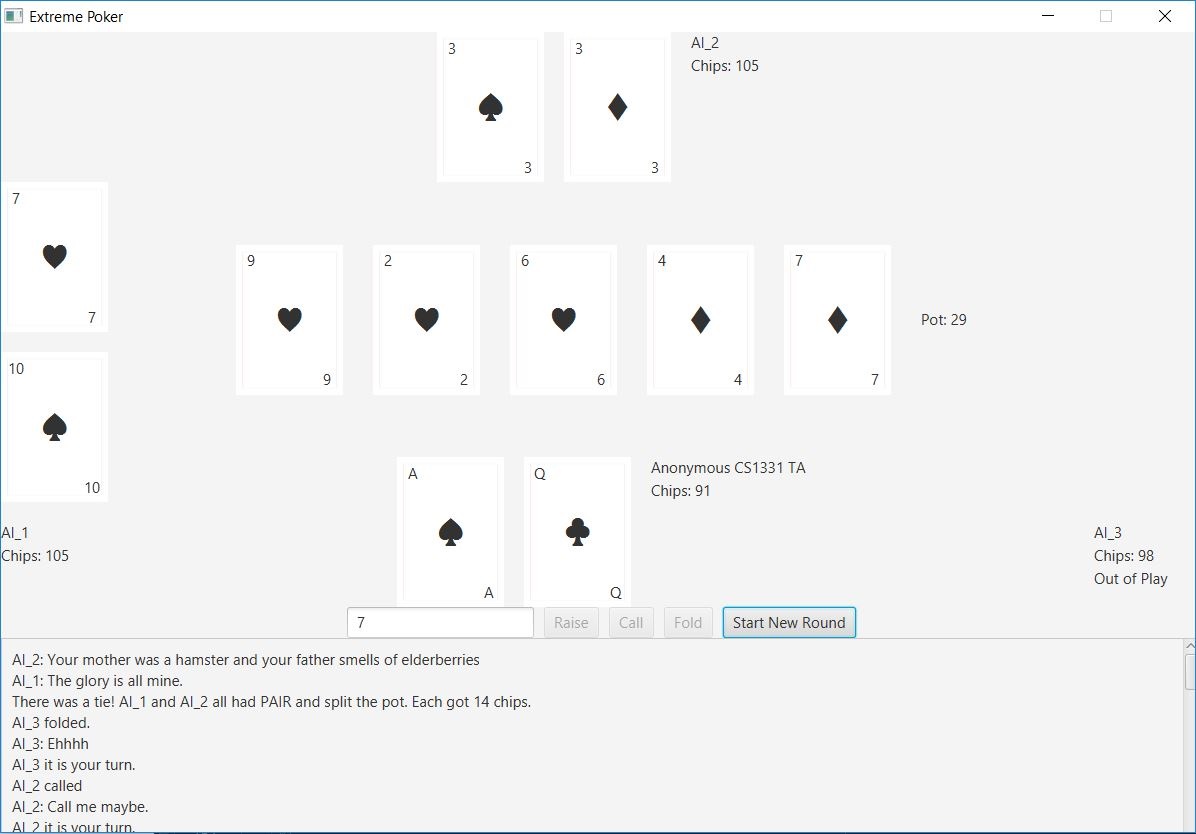 Extreme Poker
3
3
AI_2
Chips: 105
3
3
7
7
10
10
9
2
6
4
7
Pot: 29
9
2
6
4
7
A
Q
Anonymous CS1331 TA
Chips: 91
A
Q
AI_1
Chips: 105
AI_3
Chips: 98
Out of Play
7
Raise
Call
Fold
Start New Round
AI_2: Your mother was a hamster and your father smells of elderberries
AI_1: The glory is all mine.
There was a tie! AI_1 and AI_2 all had PAIR and split the pot. Each got 14 chips.
AI_3 folded.
AI_3: Ehhhh
AI_3 it is your turn.
AI_2 called
AI_2: Call me maybe.
AI_2 it is your turn.